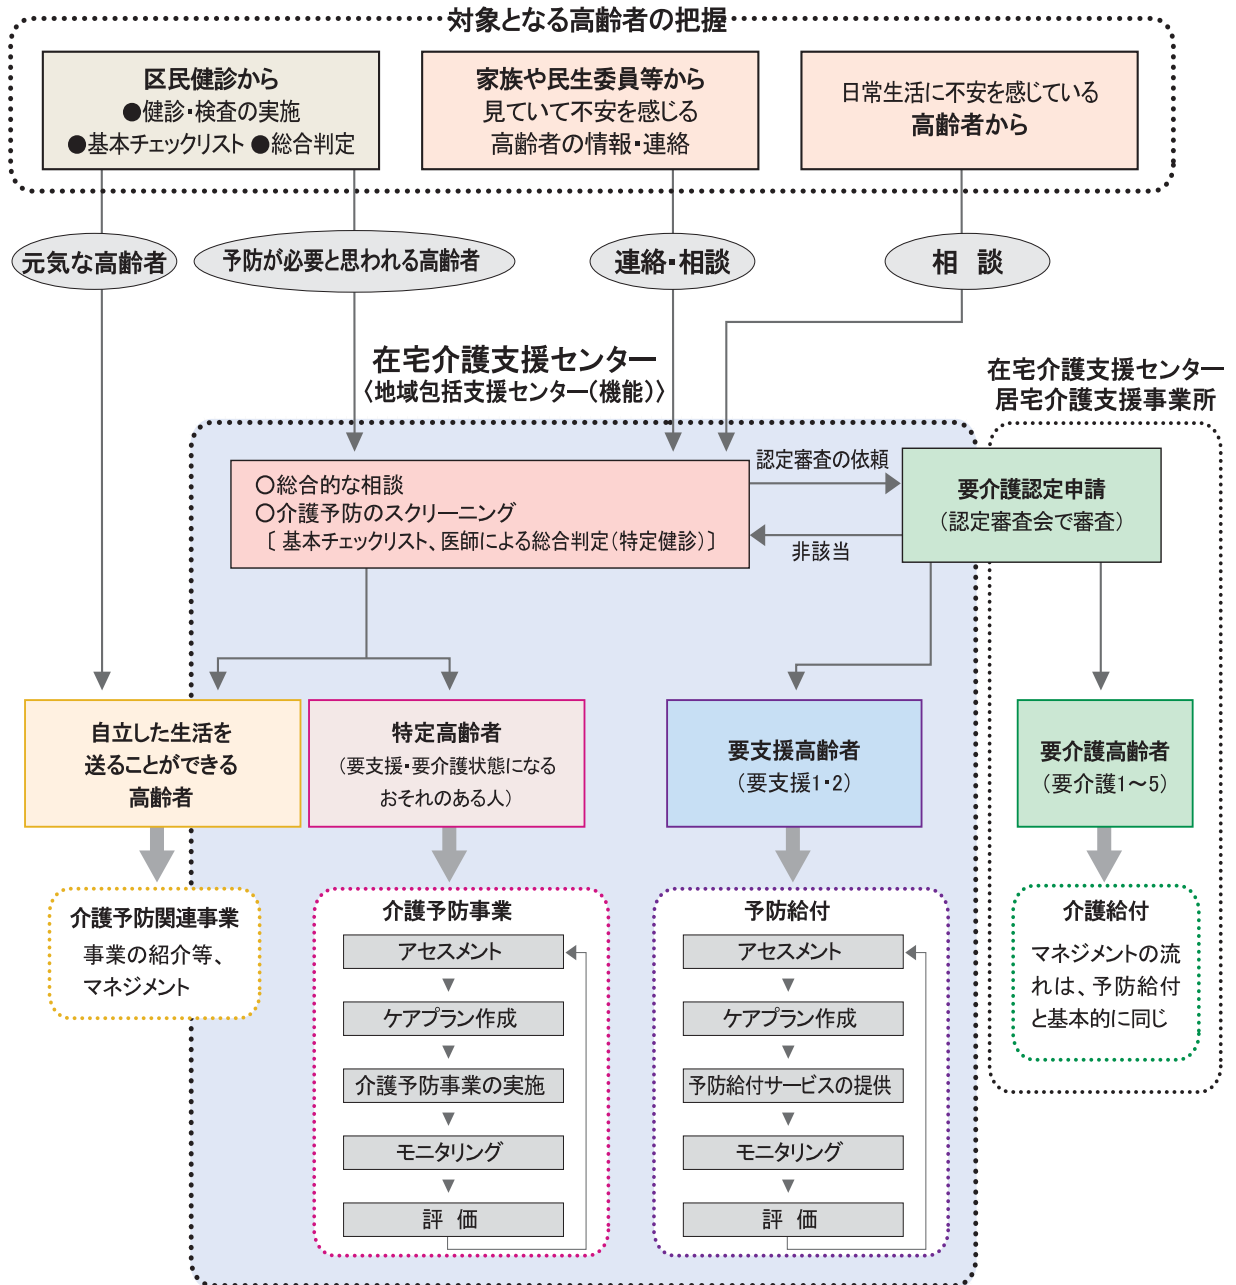 対象となる高齢者の把握
区民健診から
●健診・検査の実施
●基本チェックリスト ●総合判定
家族や民生委員等から
見ていて不安を感じる
高齢者の情報・連絡
日常生活に不安を感じている
高齢者から
元気な高齢者
予防が必要と思われる高齢者
連絡・相談
相 談
在宅介護支援センター
〈地域包括支援センター(機能)〉
在宅介護支援センター
居宅介護支援事業所
○総合的な相談
○介護予防のスクリーニング
〔 基本チェックリスト、医師による総合判定(特定健診)〕
認定審査の依頼
非該当
要介護認定申請
(認定審査会で審査)
自立した生活を
送ることができる
高齢者
特定高齢者
(要支援・要介護状態になる
おそれのある人)
要支援高齢者
(要支援1・2)
要介護高齢者
(要介護1～5)
介護予防関連事業
事業の紹介等、
マネジメント
介護予防事業
アセスメント
ケアプラン作成
介護予防事業の実施
モニタリング
評 価
予防給付
アセスメント
ケアプラン作成
予防給付サービスの提供
モニタリング
評 価
介護給付
マネジメントの流
れは、予防給付
と基本的に同じ